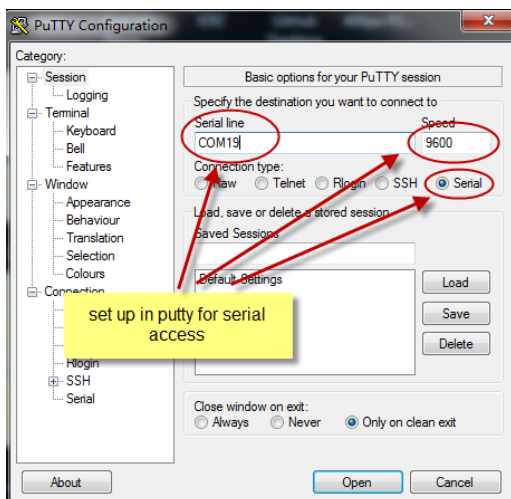 PuTTY Configuration
Category:
Session
Logging
Terminal
Keyboard
Bell
Features
Window
Appearance
Behaviour
Translation
Selection
Colours
Connection
Rlogin
SSH
Serial
Basic options for your PuTTY session
Specify the destination you want to connect to
Serial line Speed
COM19 9600
Connection type:
Raw Telnet Rlogin SSH Serial
Load, save or delete a stored session
Saved Sessions
Default Settings
Load
Save
Delete
set up in putty for serial
access
Close window on exit:
Always Never Only on clean exit
About Open Cancel